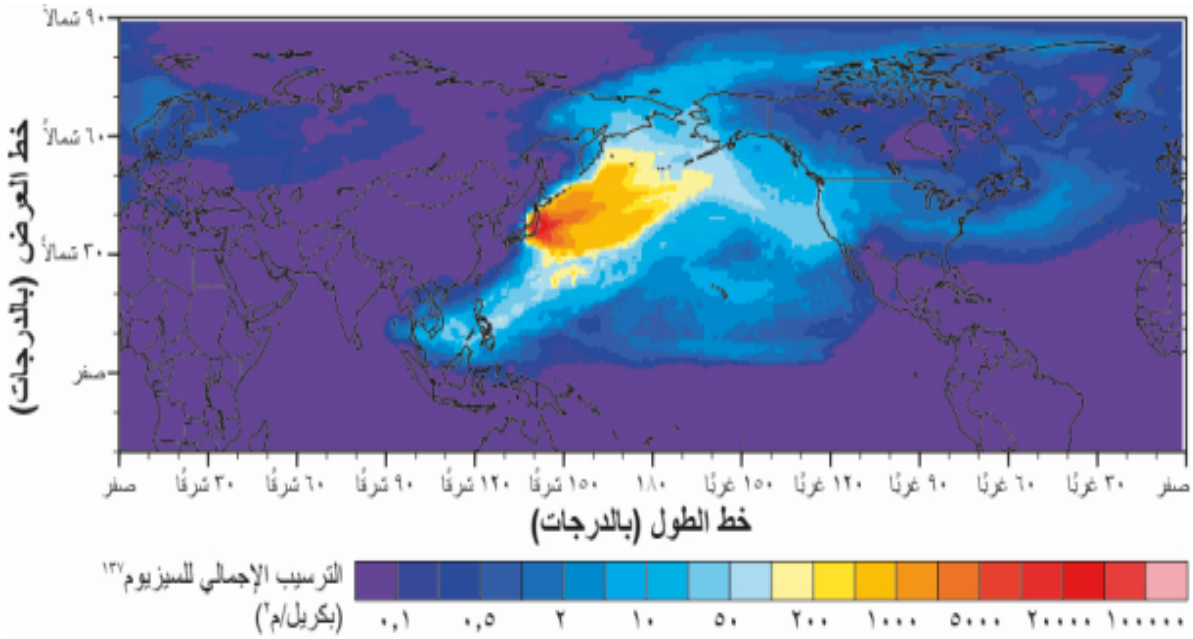 ٩٠ شمالاً
٦٠ شمالاً
٣٠ شمالاً
صفر
خط العرض (بالدرجات)
صفر ٣٠ شرقًا ٦٠ شرقًا ٩٠ شرقًا ١٢٠ شرقًا ١٥٠ شرقًا ١٨٠ ١٥٠ غربًا ١٢٠ غربًا ٩٠ غربًا ٦٠ غربًا ٣٠ غربًا صفر
خط الطول (بالدرجات)
الترسيب الإجمالي للسيزيوم١٣٧
(بكريل/م٢)
٠,١ ٠,٥ ٢ ١٠ ٥٠ ٢٠٠ ١٠٠٠ ٥٠٠٠ ٢٠٠٠٠ ١٠٠٠٠٠